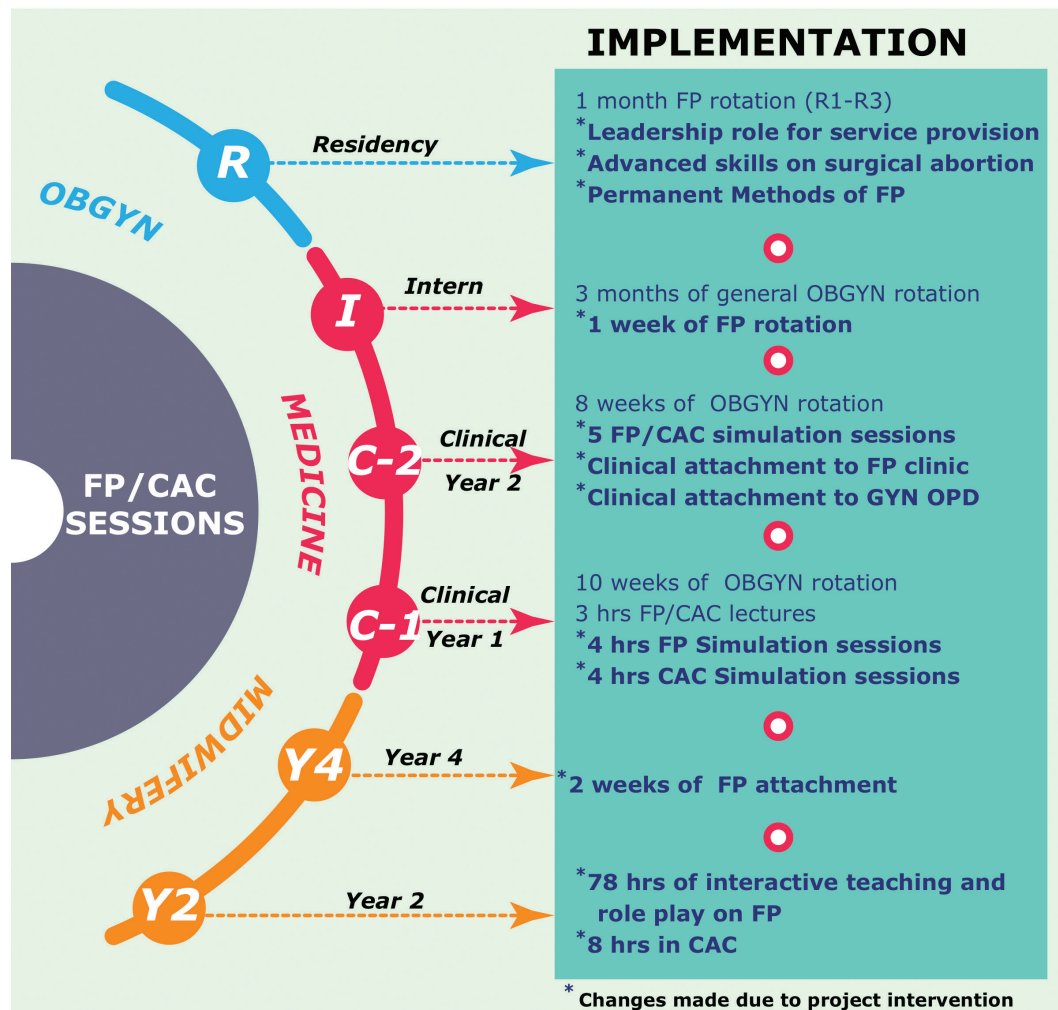 IMPLEMENTATION
OBGYN
R
Residency
1 month FP rotation (R1-R3)
*Leadership role for service provision
*Advanced skills on surgical abortion
*Permanent Methods of FP
MEDICINE
I
Intern
3 months of general OBGYN rotation
*1 week of FP rotation
C-2
Clinical
Year 2
8 weeks of OBGYN rotation
*5 FP/CAC simulation sessions
*Clinical attachment to FP clinic
*Clinical attachment to GYN OPD
FP/CAC
SESSIONS
C-1
Clinical
Year 1
10 weeks of OBGYN rotation
3 hrs FP/CAC lectures
*4 hrs FP Simulation sessions
*4 hrs CAC Simulation sessions
MIDWIFERY
Y4
Year 4
*2 weeks of FP attachment
Y2
Year 2
*78 hrs of interactive teaching and
role play on FP
*8 hrs in CAC
* Changes made due to project intervention